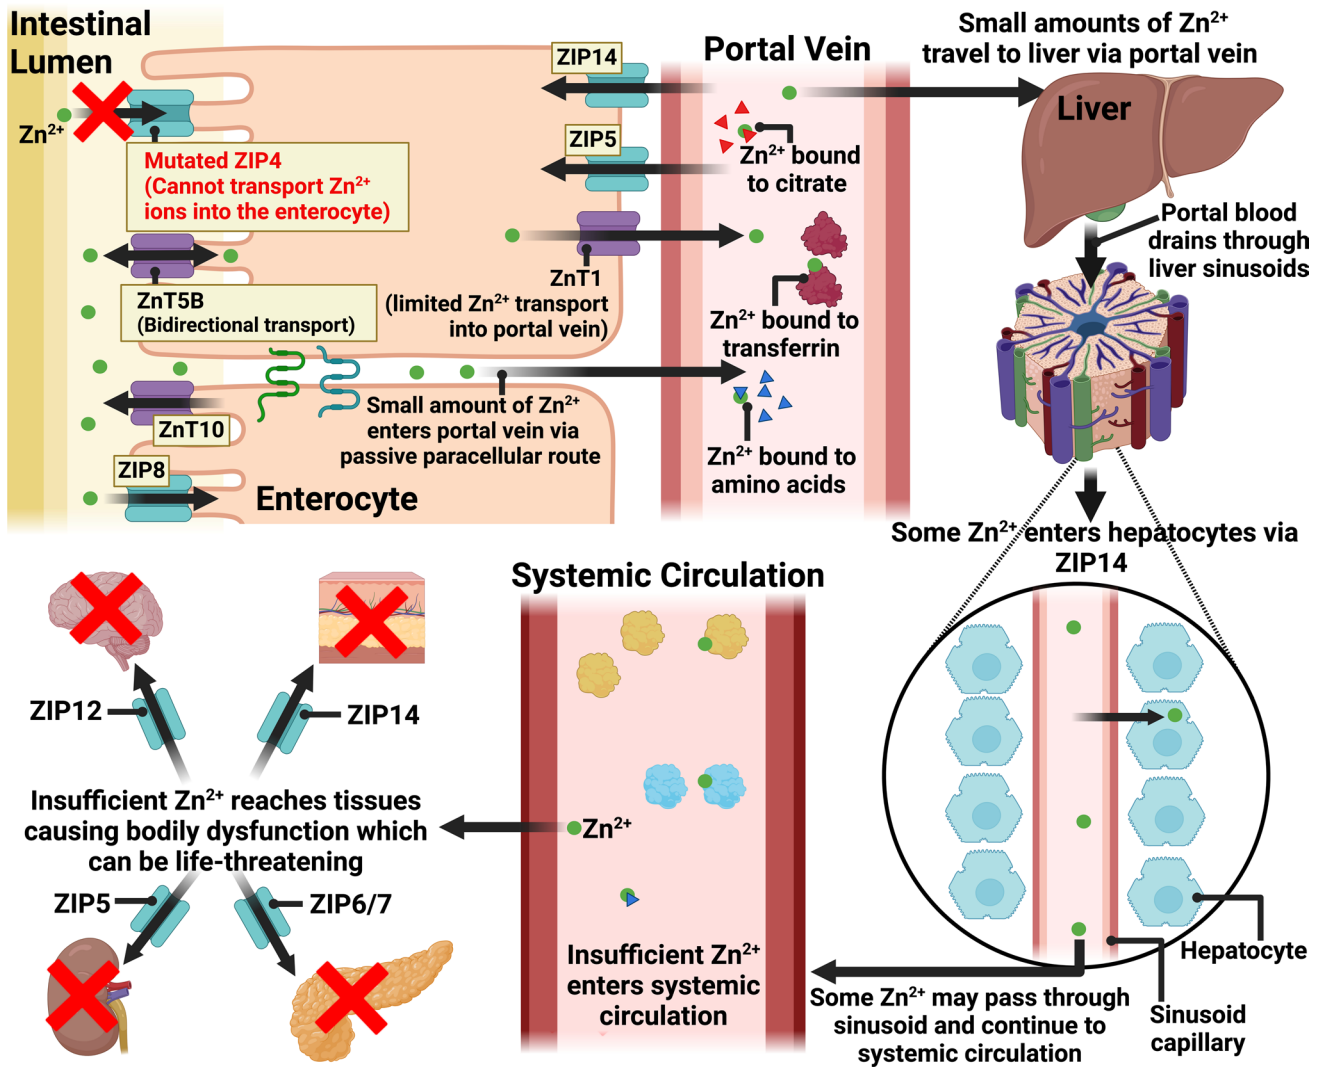 Intestinal
Lumen
Zn²⁺
Mutated ZIP4
(Cannot transport Zn²⁺
ions into the enterocyte)
ZnT5B
(Bidirectional transport)
ZnT10
ZIP8
Enterocyte
ZIP14
ZIP5
ZnT1
(limited Zn²⁺ transport
into portal vein)
Small amount of Zn²⁺
enters portal vein via
passive paracellular route
Portal Vein
Zn²⁺ bound
to citrate
Zn²⁺ bound to
transferrin
Zn²⁺ bound to
amino acids
Small amounts of Zn²⁺
travel to liver via portal vein
Liver
Portal blood
drains through
liver sinusoids
Some Zn²⁺ enters hepatocytes via
ZIP14
Hepatocyte
Sinusoid
capillary
Some Zn²⁺ may pass through
sinusoid and continue to
systemic circulation
Systemic Circulation
Zn²⁺
Insufficient Zn²⁺
enters systemic
circulation
ZIP12
ZIP14
Insufficient Zn²⁺ reaches tissues
causing bodily dysfunction which
can be life-threatening
ZIP5
ZIP6/7